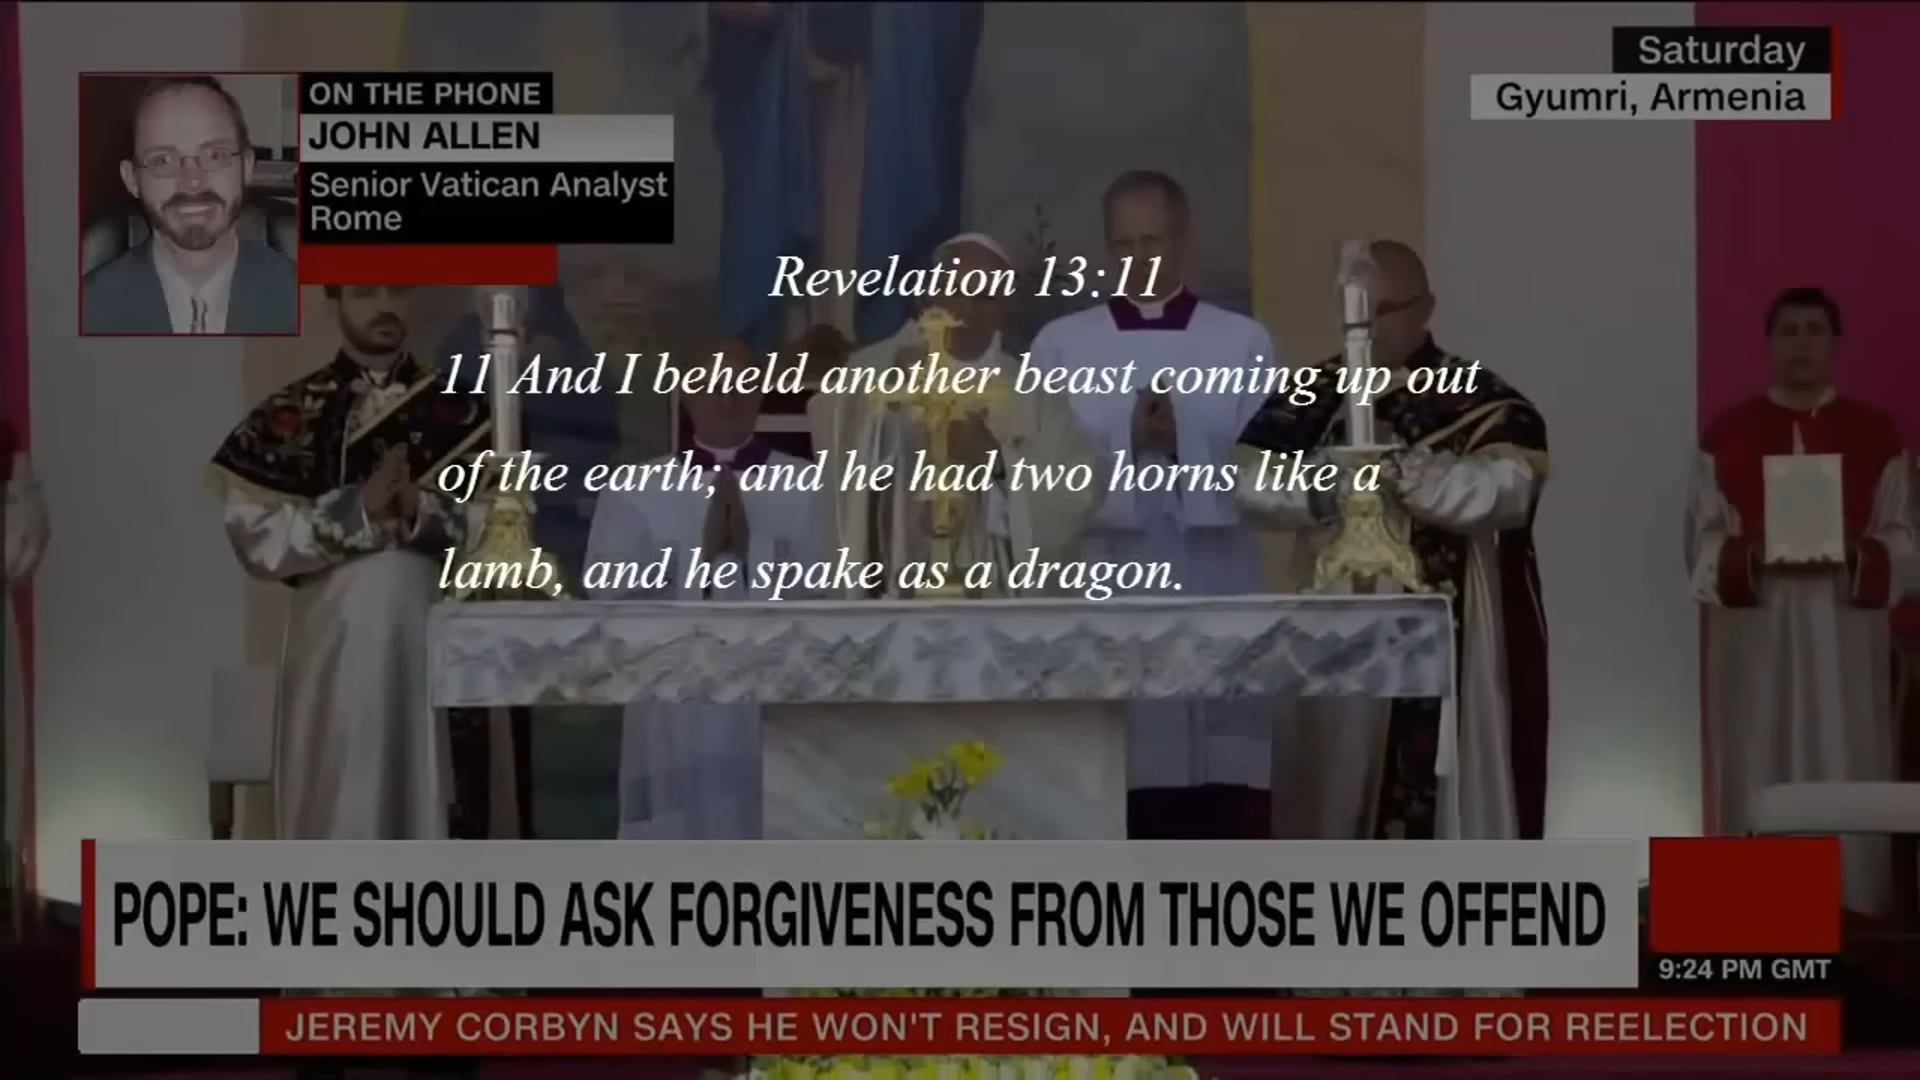 Saturday
Gyumri, Armenia
ON THE PHONE
JOHN ALLEN
Senior Vatican Analyst
Rome
Revelation 13:11
11 And I beheld another beast coming up out
of the earth; and he had two horns like a
lamb, and he spake as a dragon.
POPE: WE SHOULD ASK FORGIVENESS FROM THOSE WE OFFEND
9:24 PM GMT
JEREMY CORBYN SAYS HE WON'T RESIGN, AND WILL STAND FOR REELECTION